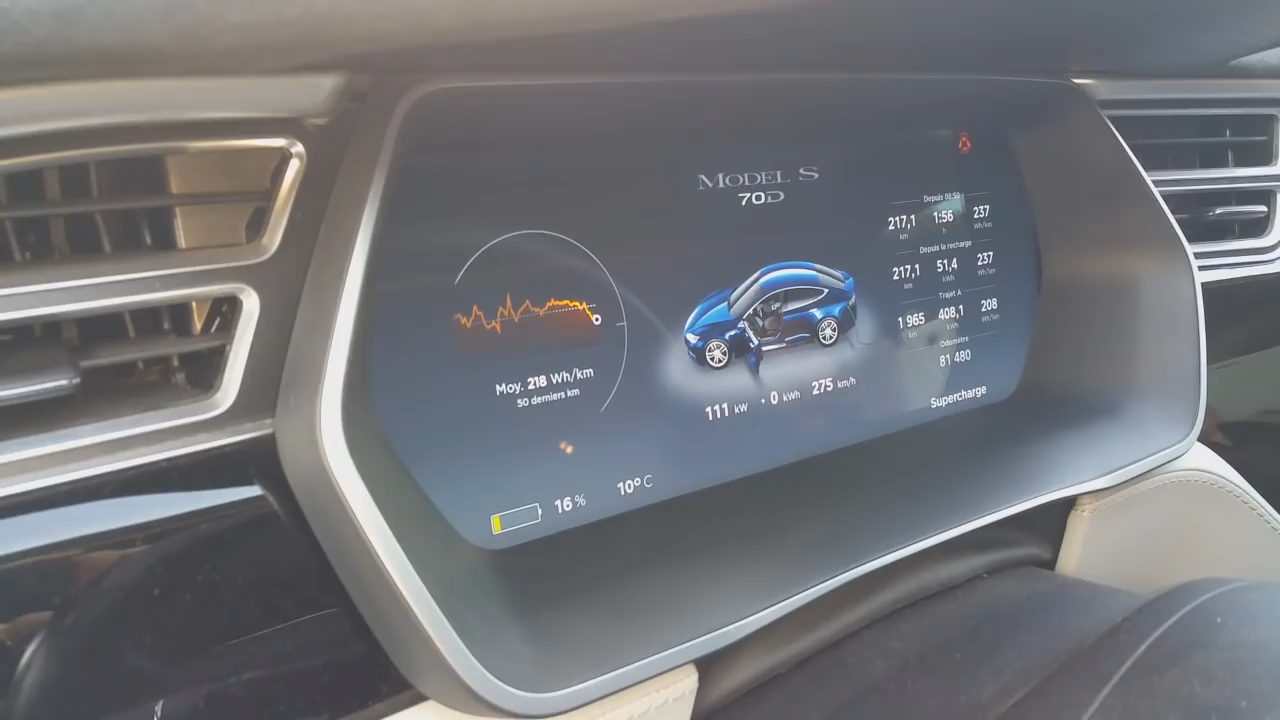 MODEL S
70D
Depuis 08:50
217,1 1:56 237
km h Wh/km
Depuis la recharge
217,1 51,4 237
km kWh Wh/km
Trajet A
1 965 408,1 208
km kWh Wh/km
Odomètre
81 480
Supercharge
Moy. 218 Wh/km
50 derniers km
111 kW + 0 kWh 275 km/h
16 %
10° C